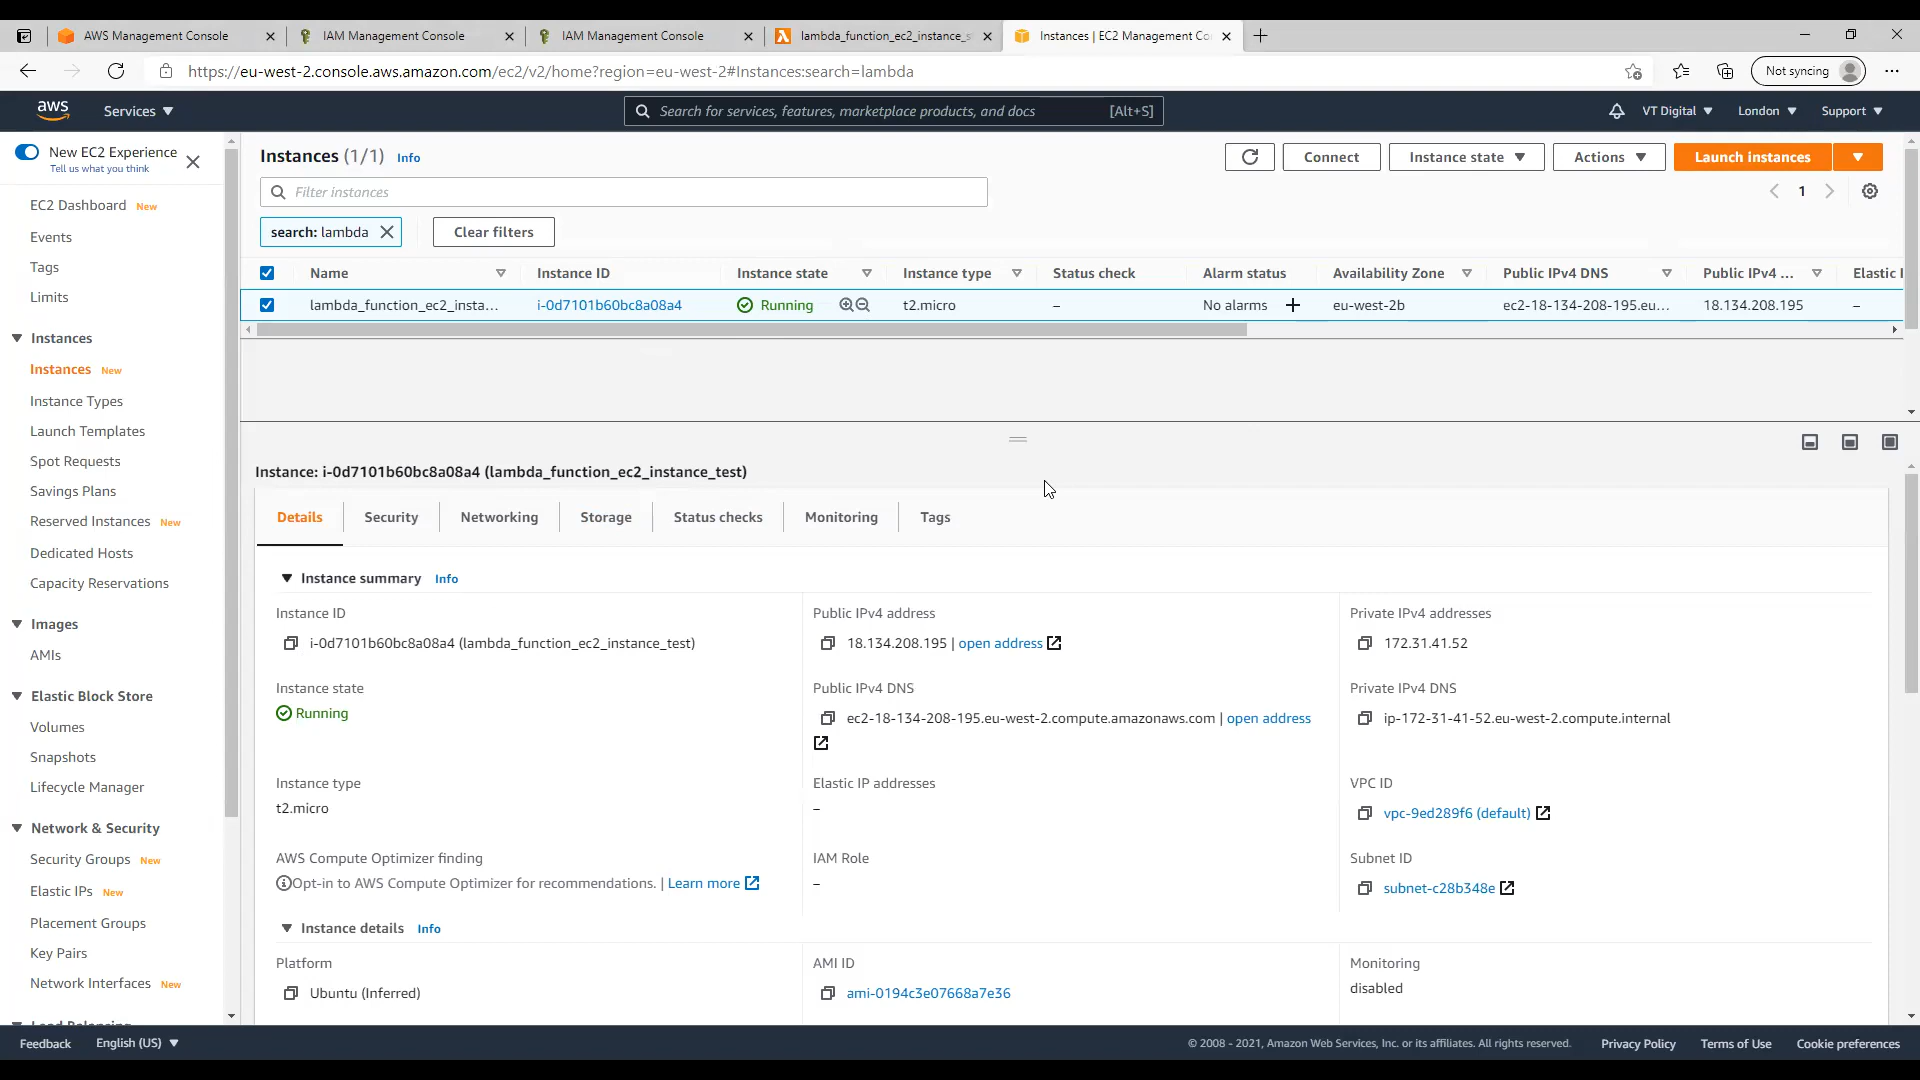 AWS Management Console
IAM Management Console
IAM Management Console
lambda_function_ec2_instance_s
Instances | EC2 Management Co
https://eu-west-2.console.aws.amazon.com/ec2/v2/home?region=eu-west-2#Instances:search=lambda
Not syncing
aws
Services
Search for services, features, marketplace products, and docs
[Alt+S]
VT Digital
London
Support
New EC2 Experience
Tell us what you think
EC2 Dashboard New
Events
Tags
Limits
Instances
Instances New
Instance Types
Launch Templates
Spot Requests
Savings Plans
Reserved Instances New
Dedicated Hosts
Capacity Reservations
Images
AMIs
Elastic Block Store
Volumes
Snapshots
Lifecycle Manager
Network & Security
Security Groups New
Elastic IPs New
Placement Groups
Key Pairs
Network Interfaces New
Load Balancing
Instances (1/1) Info
Connect
Instance state
Actions
Launch instances
Filter instances
1
search: lambda
Clear filters
Name Instance ID Instance state Instance type Status check Alarm status Availability Zone Public IPv4 DNS Public IPv4 ... Elastic I
lambda_function_ec2_insta... i-0d7101b60bc8a08a4 Running t2.micro – No alarms + eu-west-2b ec2-18-134-208-195.eu... 18.134.208.195 –
Instance: i-0d7101b60bc8a08a4 (lambda_function_ec2_instance_test)
Details Security Networking Storage Status checks Monitoring Tags
Instance summary Info
Instance ID
i-0d7101b60bc8a08a4 (lambda_function_ec2_instance_test)
Public IPv4 address
18.134.208.195 | open address
Private IPv4 addresses
172.31.41.52
Instance state
Running
Public IPv4 DNS
ec2-18-134-208-195.eu-west-2.compute.amazonaws.com | open address
Private IPv4 DNS
ip-172-31-41-52.eu-west-2.compute.internal
Instance type
t2.micro
Elastic IP addresses
–
VPC ID
vpc-9ed289f6 (default)
AWS Compute Optimizer finding
Opt-in to AWS Compute Optimizer for recommendations. | Learn more
IAM Role
–
Subnet ID
subnet-c28b348e
Instance details Info
Platform
Ubuntu (Inferred)
AMI ID
ami-0194c3e07668a7e36
Monitoring
disabled
Feedback
English (US)
© 2008 - 2021, Amazon Web Services, Inc. or its affiliates. All rights reserved.
Privacy Policy
Terms of Use
Cookie preferences